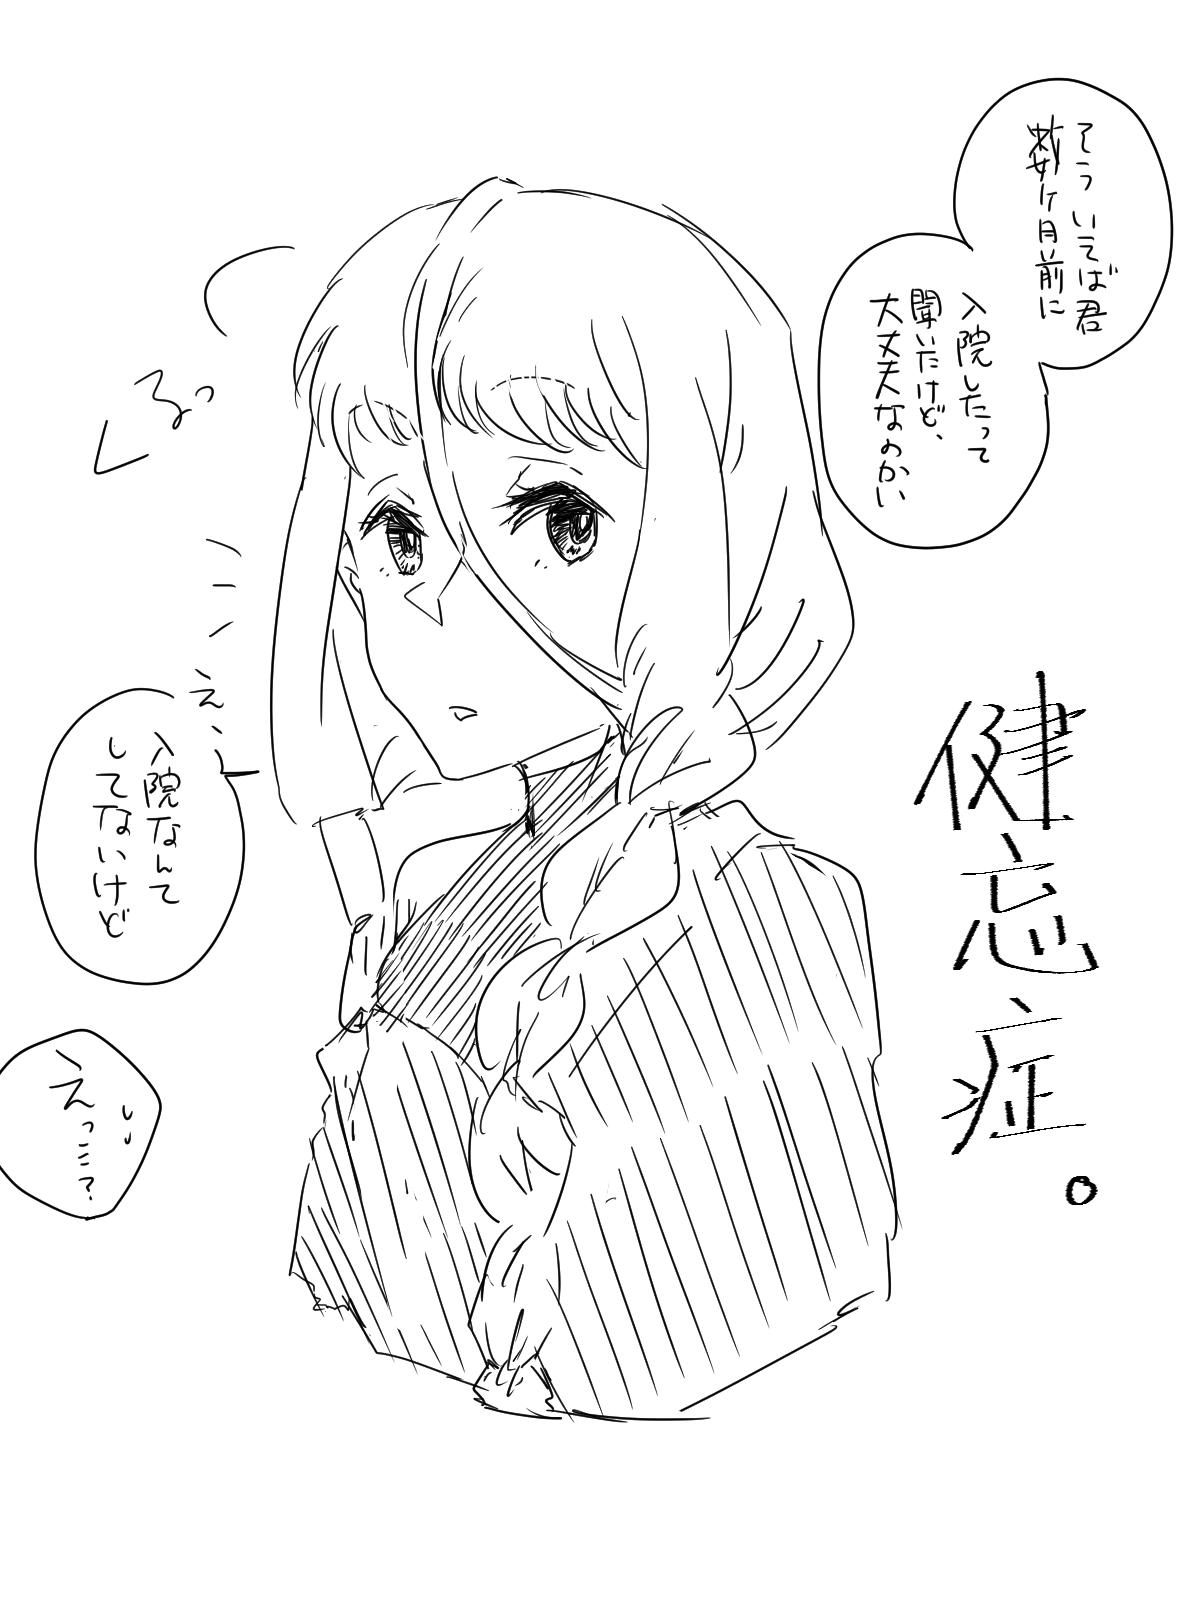 そういえば君
数ヶ月前に
入院したって
聞いたけど、
大丈夫なのかい
くるっ
え、
入院なんて
してないけど
えっ…?
健忘症。